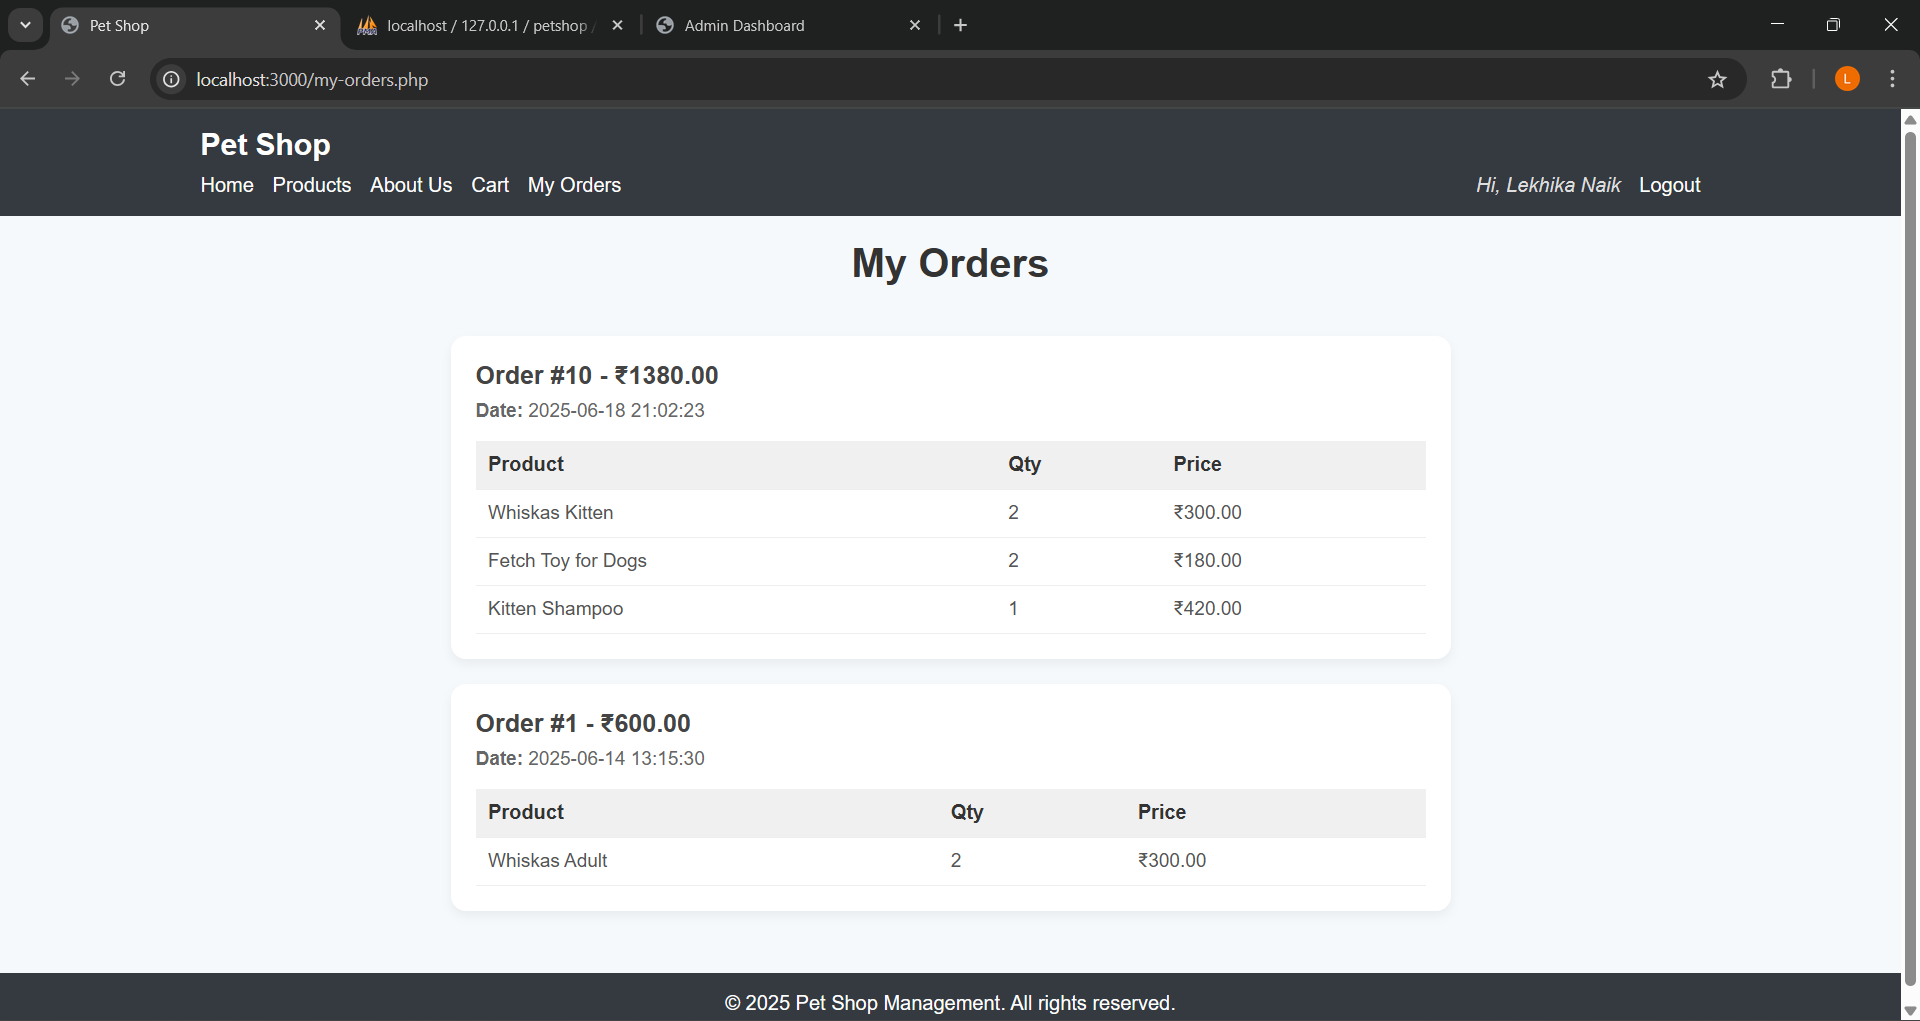 Pet Shop
localhost / 127.0.0.1 / petshop /
Admin Dashboard
localhost:3000/my-orders.php
L
Pet Shop
Home Products About Us Cart My Orders Hi, Lekhika Naik Logout
My Orders
Order #10 - ₹1380.00
Date: 2025-06-18 21:02:23
Product Qty Price
Whiskas Kitten 2 ₹300.00
Fetch Toy for Dogs 2 ₹180.00
Kitten Shampoo 1 ₹420.00
Order #1 - ₹600.00
Date: 2025-06-14 13:15:30
Product Qty Price
Whiskas Adult 2 ₹300.00
© 2025 Pet Shop Management. All rights reserved.